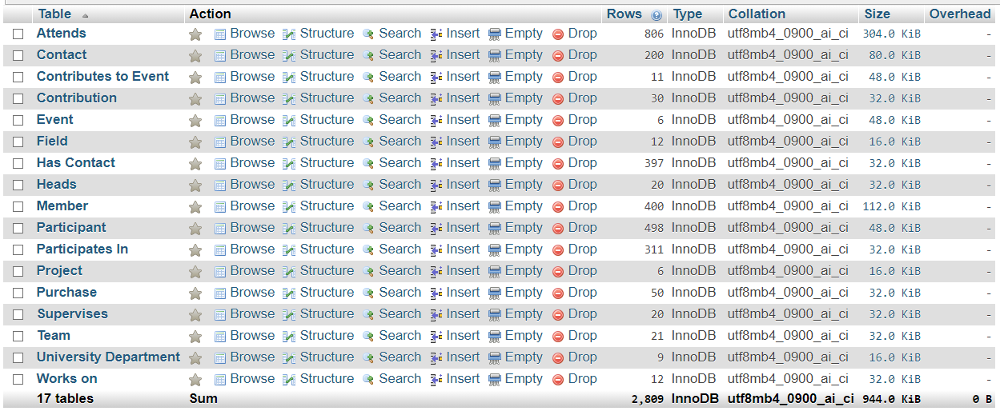 Table Action Rows Type Collation Size Overhead
Attends Browse Structure Search Insert Empty Drop 806 InnoDB utf8mb4_0900_ai_ci 304.0 KiB -
Contact Browse Structure Search Insert Empty Drop 200 InnoDB utf8mb4_0900_ai_ci 80.0 KiB -
Contributes to Event Browse Structure Search Insert Empty Drop 11 InnoDB utf8mb4_0900_ai_ci 48.0 KiB -
Contribution Browse Structure Search Insert Empty Drop 30 InnoDB utf8mb4_0900_ai_ci 32.0 KiB -
Event Browse Structure Search Insert Empty Drop 6 InnoDB utf8mb4_0900_ai_ci 48.0 KiB -
Field Browse Structure Search Insert Empty Drop 12 InnoDB utf8mb4_0900_ai_ci 16.0 KiB -
Has Contact Browse Structure Search Insert Empty Drop 397 InnoDB utf8mb4_0900_ai_ci 32.0 KiB -
Heads Browse Structure Search Insert Empty Drop 20 InnoDB utf8mb4_0900_ai_ci 32.0 KiB -
Member Browse Structure Search Insert Empty Drop 400 InnoDB utf8mb4_0900_ai_ci 112.0 KiB -
Participant Browse Structure Search Insert Empty Drop 498 InnoDB utf8mb4_0900_ai_ci 48.0 KiB -
Participates In Browse Structure Search Insert Empty Drop 311 InnoDB utf8mb4_0900_ai_ci 32.0 KiB -
Project Browse Structure Search Insert Empty Drop 6 InnoDB utf8mb4_0900_ai_ci 16.0 KiB -
Purchase Browse Structure Search Insert Empty Drop 50 InnoDB utf8mb4_0900_ai_ci 32.0 KiB -
Supervises Browse Structure Search Insert Empty Drop 20 InnoDB utf8mb4_0900_ai_ci 32.0 KiB -
Team Browse Structure Search Insert Empty Drop 21 InnoDB utf8mb4_0900_ai_ci 32.0 KiB -
University Department Browse Structure Search Insert Empty Drop 9 InnoDB utf8mb4_0900_ai_ci 16.0 KiB -
Works on Browse Structure Search Insert Empty Drop 12 InnoDB utf8mb4_0900_ai_ci 32.0 KiB -
17 tables Sum 2,809 InnoDB utf8mb4_0900_ai_ci 944.0 KiB 0 B